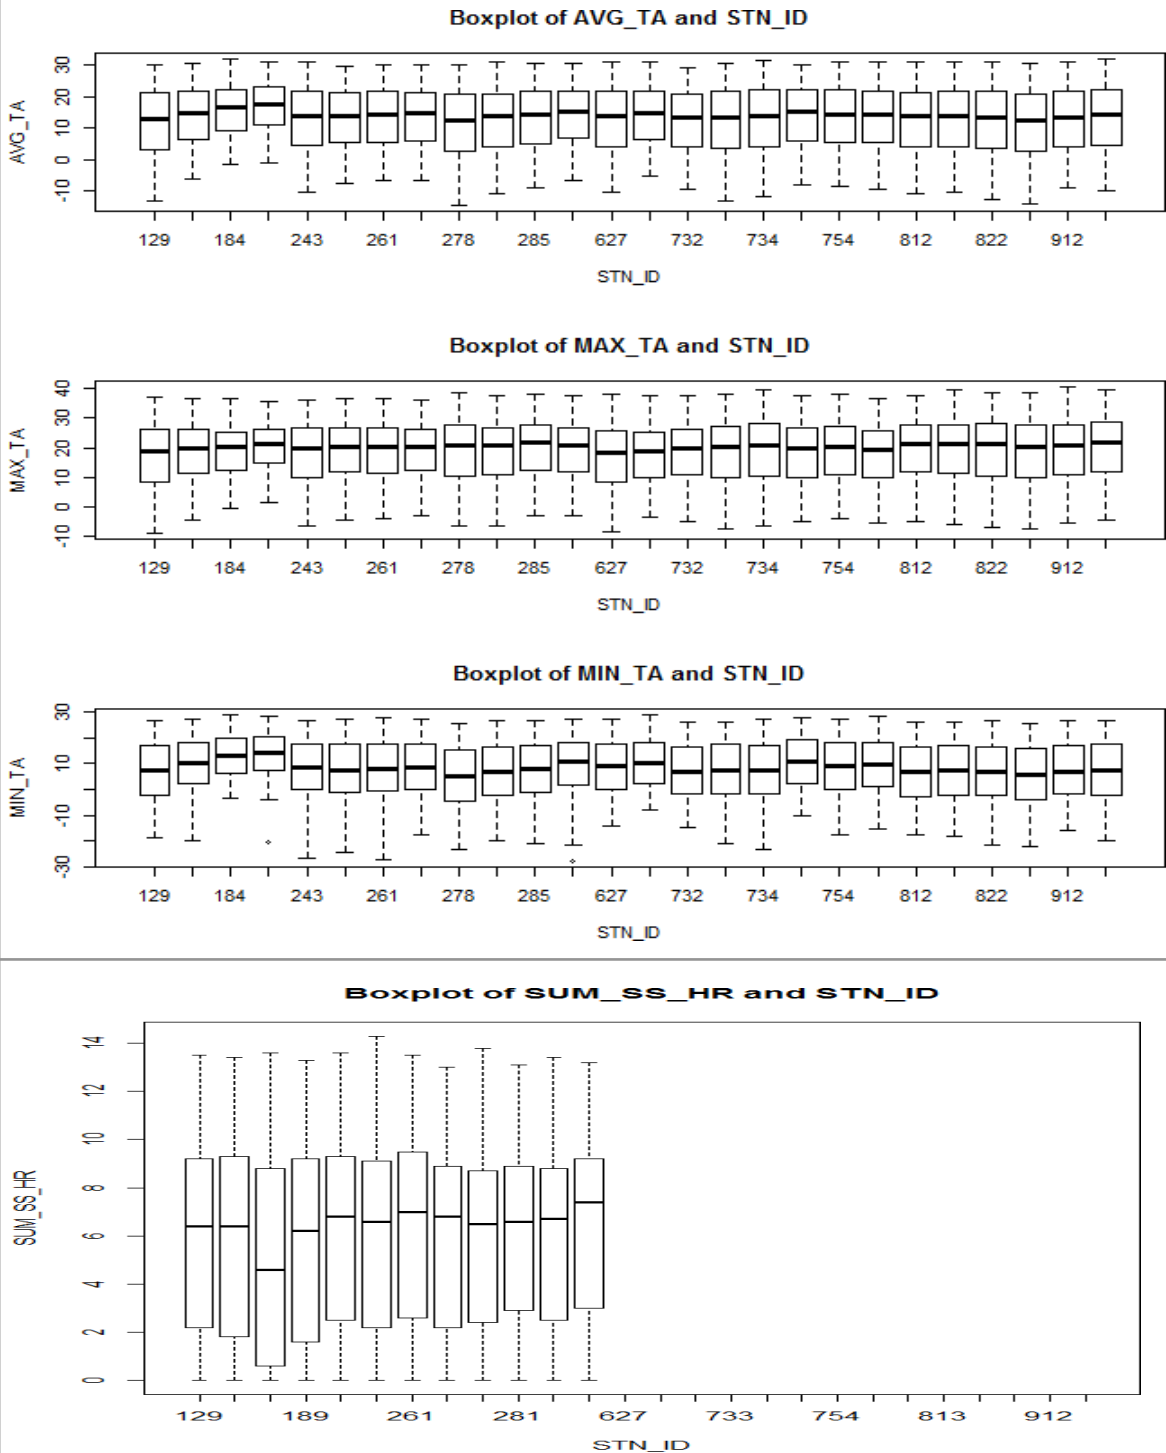 Boxplot of AVG_TA and STN_ID
AVG_TA
30
20
10
0
-10
129 184 243 261 278 285 627 732 734 754 812 822 912
STN_ID
Boxplot of MAX_TA and STN_ID
MAX_TA
40
30
20
10
0
-10
129 184 243 261 278 285 627 732 734 754 812 822 912
STN_ID
Boxplot of MIN_TA and STN_ID
MIN_TA
30
10
-10
-30
129 184 243 261 278 285 627 732 734 754 812 822 912
STN_ID
Boxplot of SUM_SS_HR and STN_ID
SUM_SS_HR
14
12
10
8
6
4
2
0
129 189 261 281 627 733 754 813 912
STN_ID